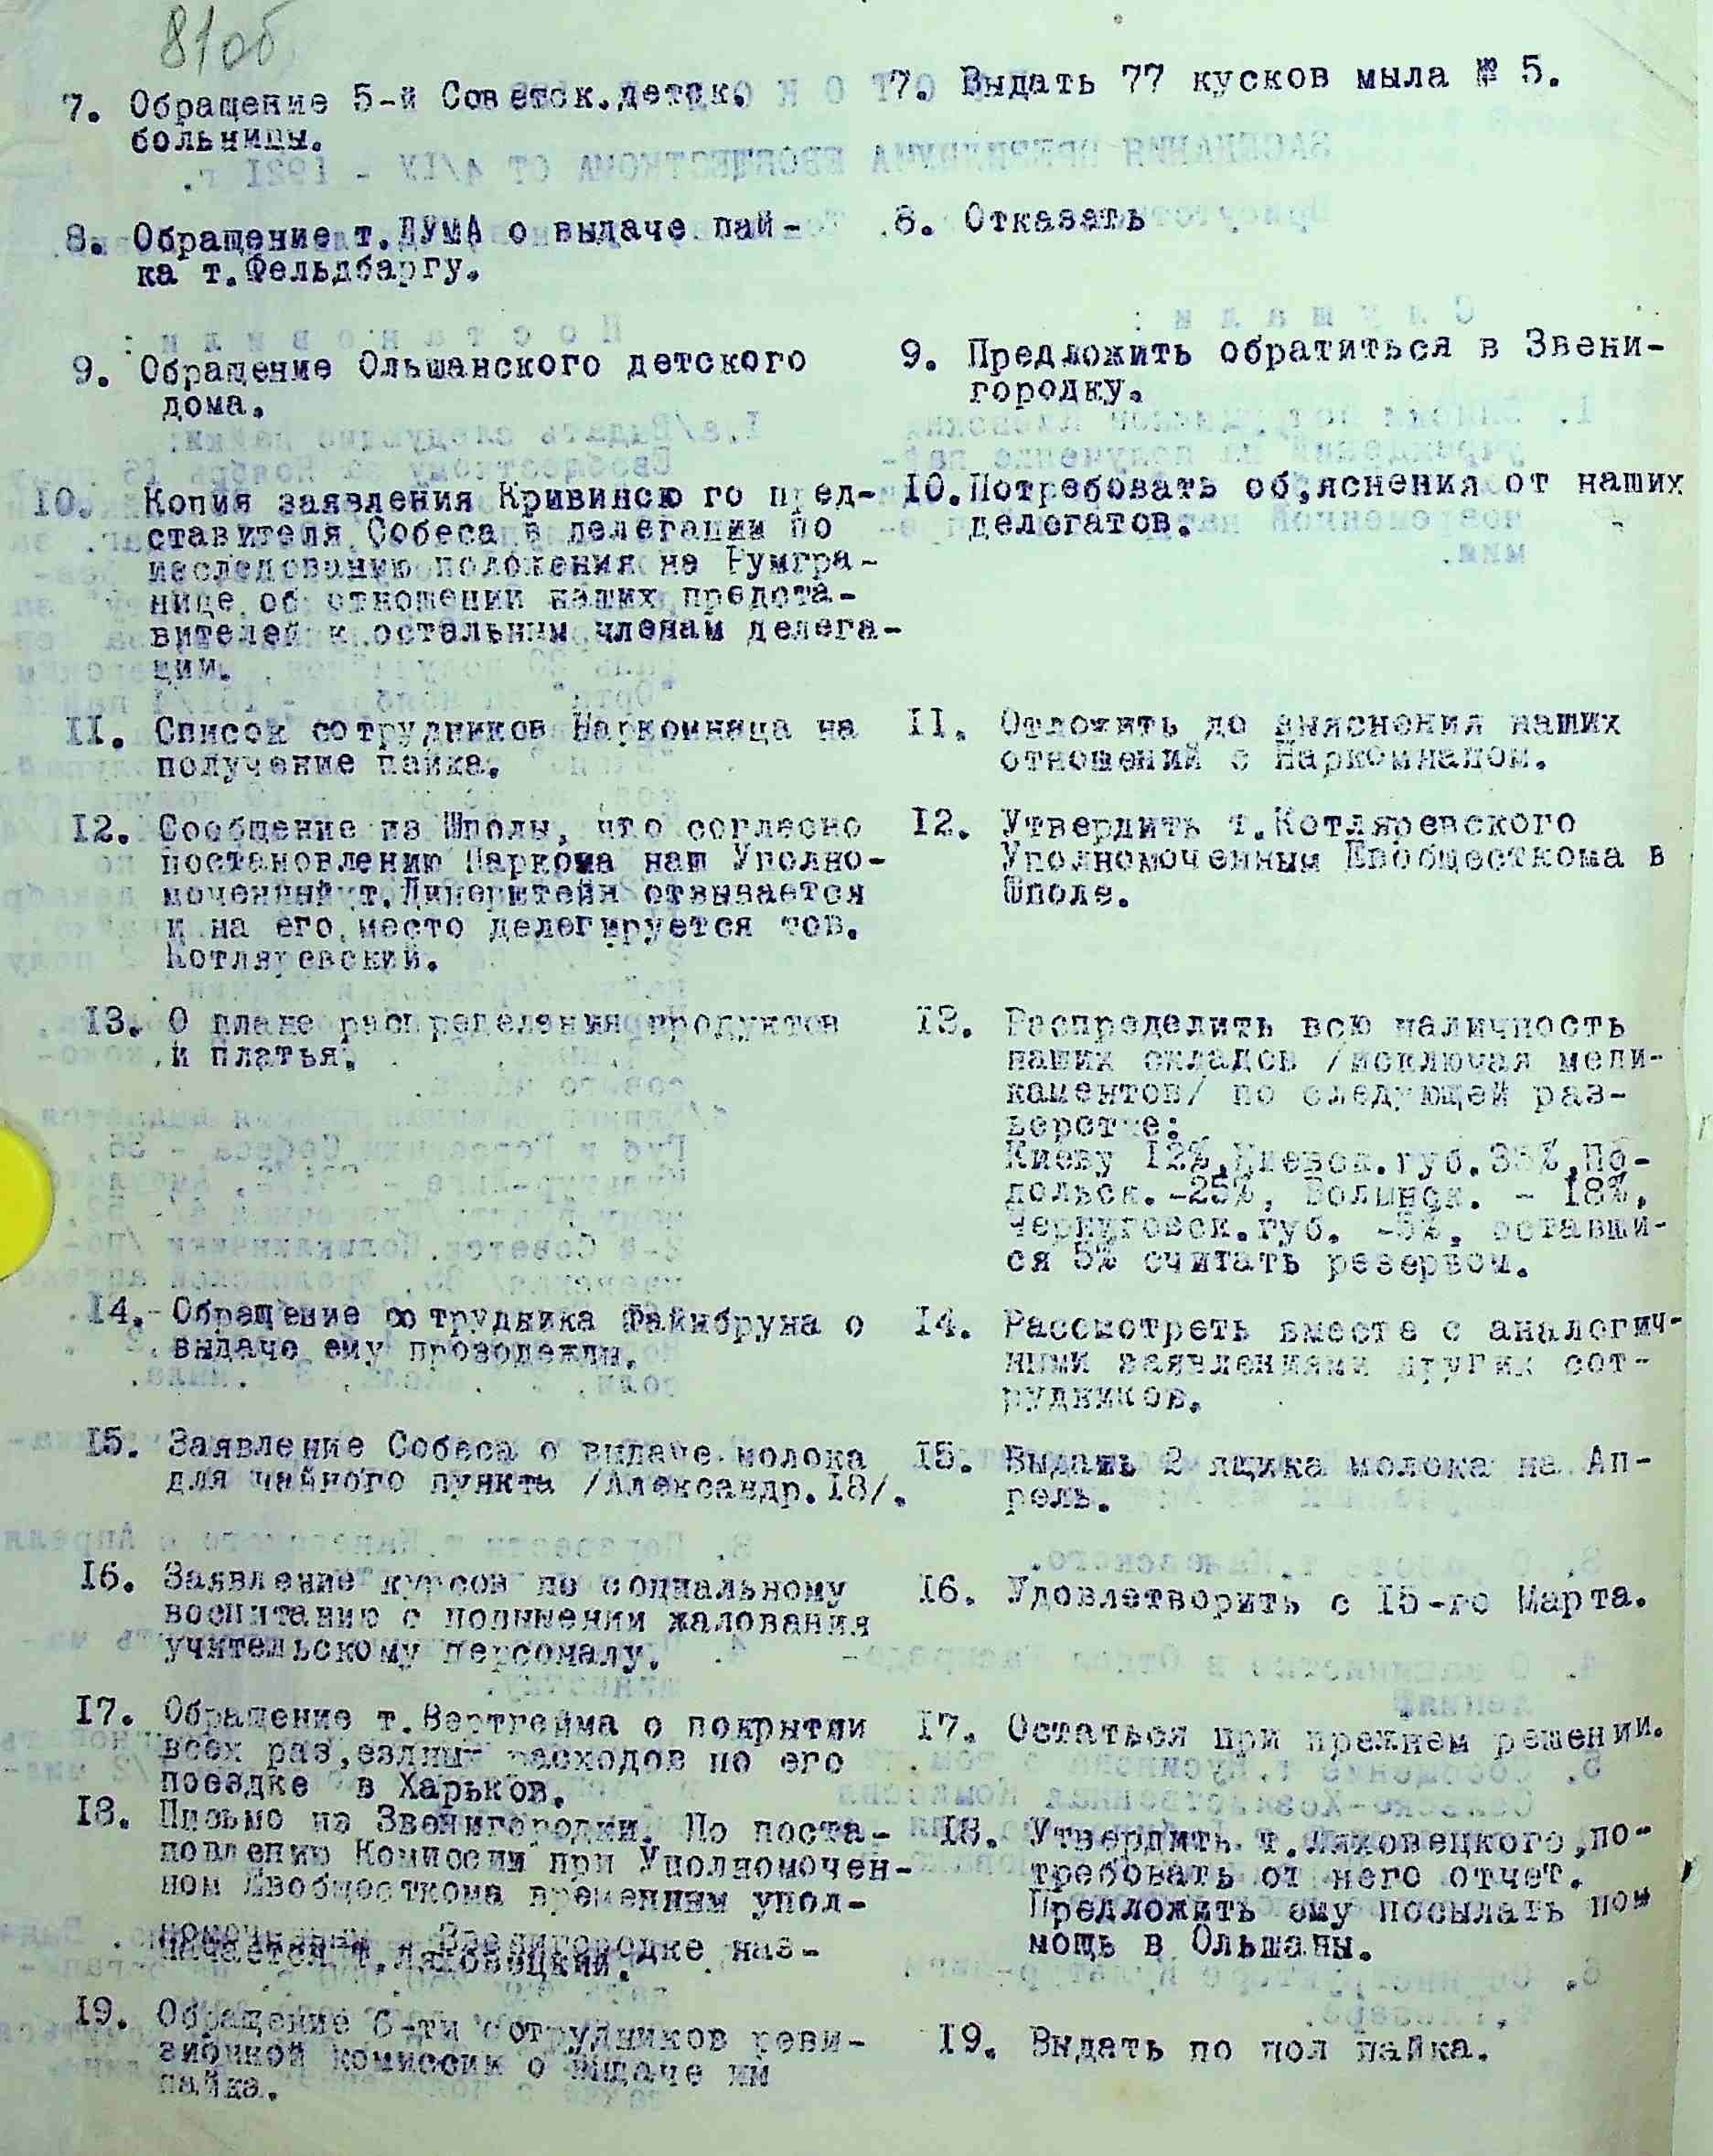 81об
7. Обращение 5-й Советск.детск.
больницы.
7. Выдать 77 кусков мыла № 5.
8. Обращение т.ДУМА о выдаче пай-
ка т.Фельдбаргу.
8. Отказать
9. Обращение Ольшанского детского
дома.
9. Предложить обратиться в Звени-
городку.
10. Копия заявления Кривинско го пред-
ставителя Собеса в делегации по
исследованию положения на Румгра-
нице об отношении наших предста-
вителей к остальным членам делега-
ции.
10. Потребовать об,яснения от наших
делегатов.
11. Список сотрудников Наркомнаца на
получение пайка.
11. Отложить до выяснения наших
отношений с Наркомнацом.
12. Сообщение из Шполы, что согласно
постановлению Паркома наш Уполно-
моченный т.Динерштейн отзывается
и на его место делегируется тов.
Котляревский.
12. Утвердить т.Котляревского
Уполномоченным Евобщесткома в
Шполе.
13. О плане распределения продуктов
и платья.
13. Распределить всю наличность
наших складов /исключая меди-
каментов/ по следующей раз-
верстке:
Киеву 12%,Киевск.губ.35%,По-
дольск.-25%, Волынск. - 18%,
Черниговск.губ. -5%, оставши-
ся 5% считать резервом.
14.- Обращение со трудника Файнбруна о
выдаче ему прозодежды.
14. Рассмотреть вместе с аналогич-
ными заявлениями других сот-
рудников.
15. Заявление Собеса о выдаче молока
для чайного пункта /Александр.18/.
15. Выдать 2 ящика молока на Ап-
рель.
16. Заявление курсов по социальному
воспитанию с повышении жалования
учительскому персоналу.
16. Удовлетворить с 15-го Марта.
17. Обращение т.Вертгейма о покрытии
всех раз,ездных расходов по его
поездке в Харьков.
17. Остаться при прежнем решении.
18. Письмо из Звенигородки. По поста-
новлению Комиссии при Уполномочен-
ном Евобщесткома временным упол-
номоченным в Звенигородке наз-
начается т.Ляховецкий.
18. Утвердить т.Ляховецкого,по-
требовать от него отчет.
Предложить ему посылать по-
мощь в Ольшаны.
19. Обращение 6-ти сотрудников реви-
зионной комиссии о выдаче им
пайка.
19. Выдать по пол пайка.